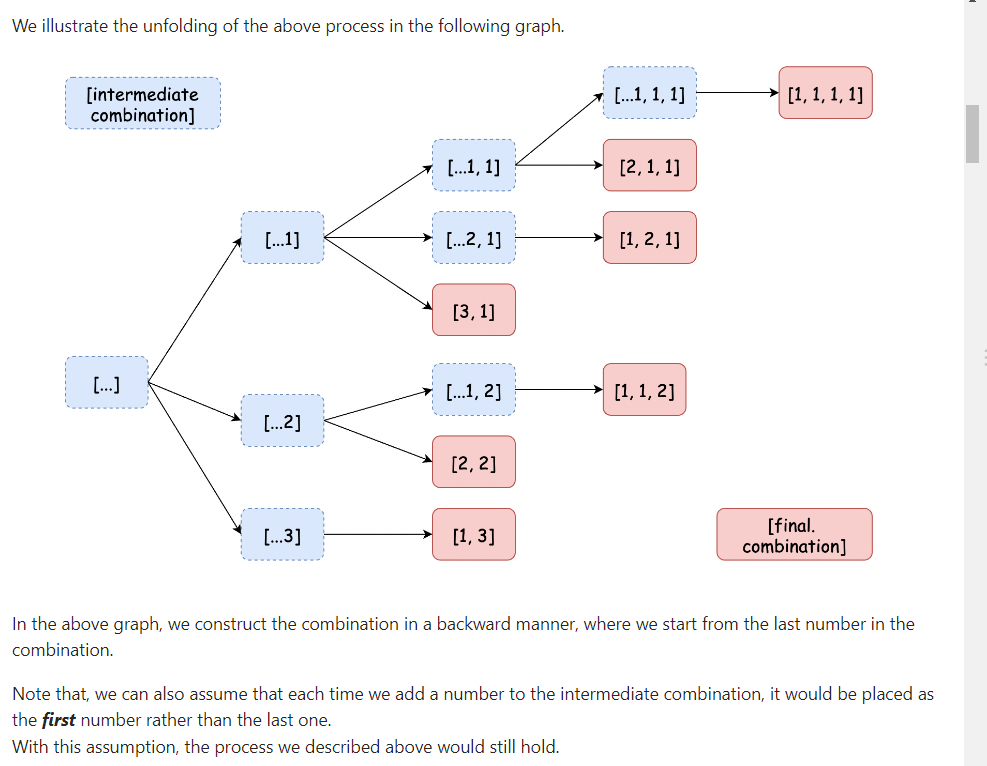 We illustrate the unfolding of the above process in the following graph.
[intermediate
combination]
[...1, 1, 1]
[1, 1, 1, 1]
[...1, 1]
[2, 1, 1]
[...1]
[...2, 1]
[1, 2, 1]
[3, 1]
[...]
[...1, 2]
[1, 1, 2]
[...2]
[2, 2]
[...3]
[1, 3]
[final.
combination]
In the above graph, we construct the combination in a backward manner, where we start from the last number in the
combination.
Note that, we can also assume that each time we add a number to the intermediate combination, it would be placed as
the first number rather than the last one.
With this assumption, the process we described above would still hold.